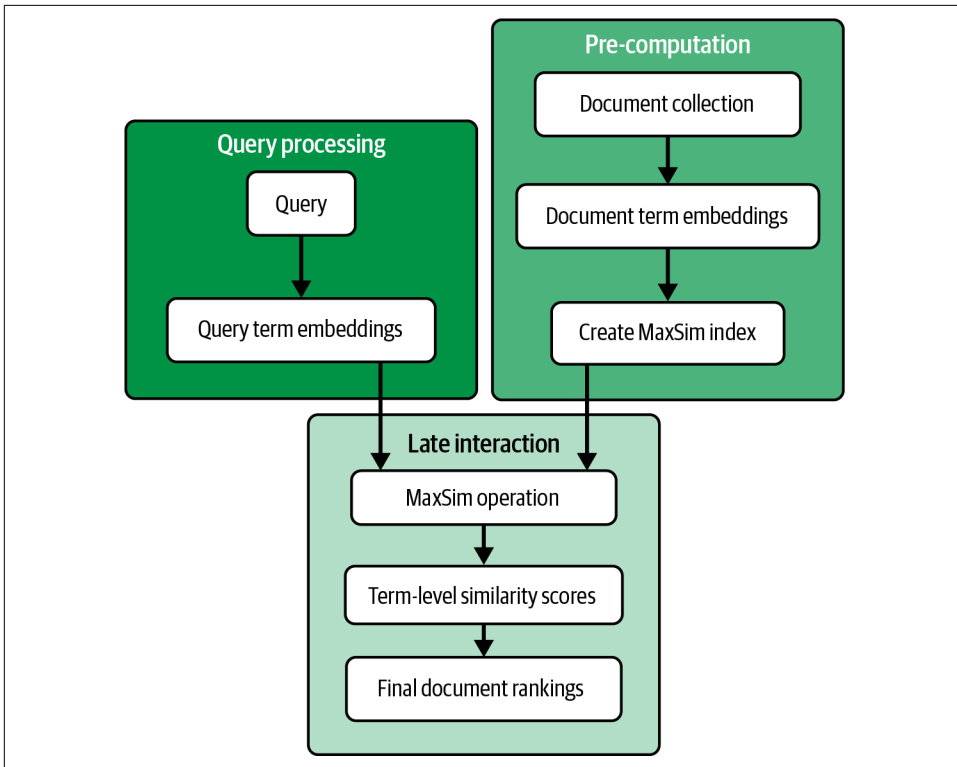 Pre-computation
Document collection
Document term embeddings
Create MaxSim index
Query processing
Query
Query term embeddings
Late interaction
MaxSim operation
Term-level similarity scores
Final document rankings